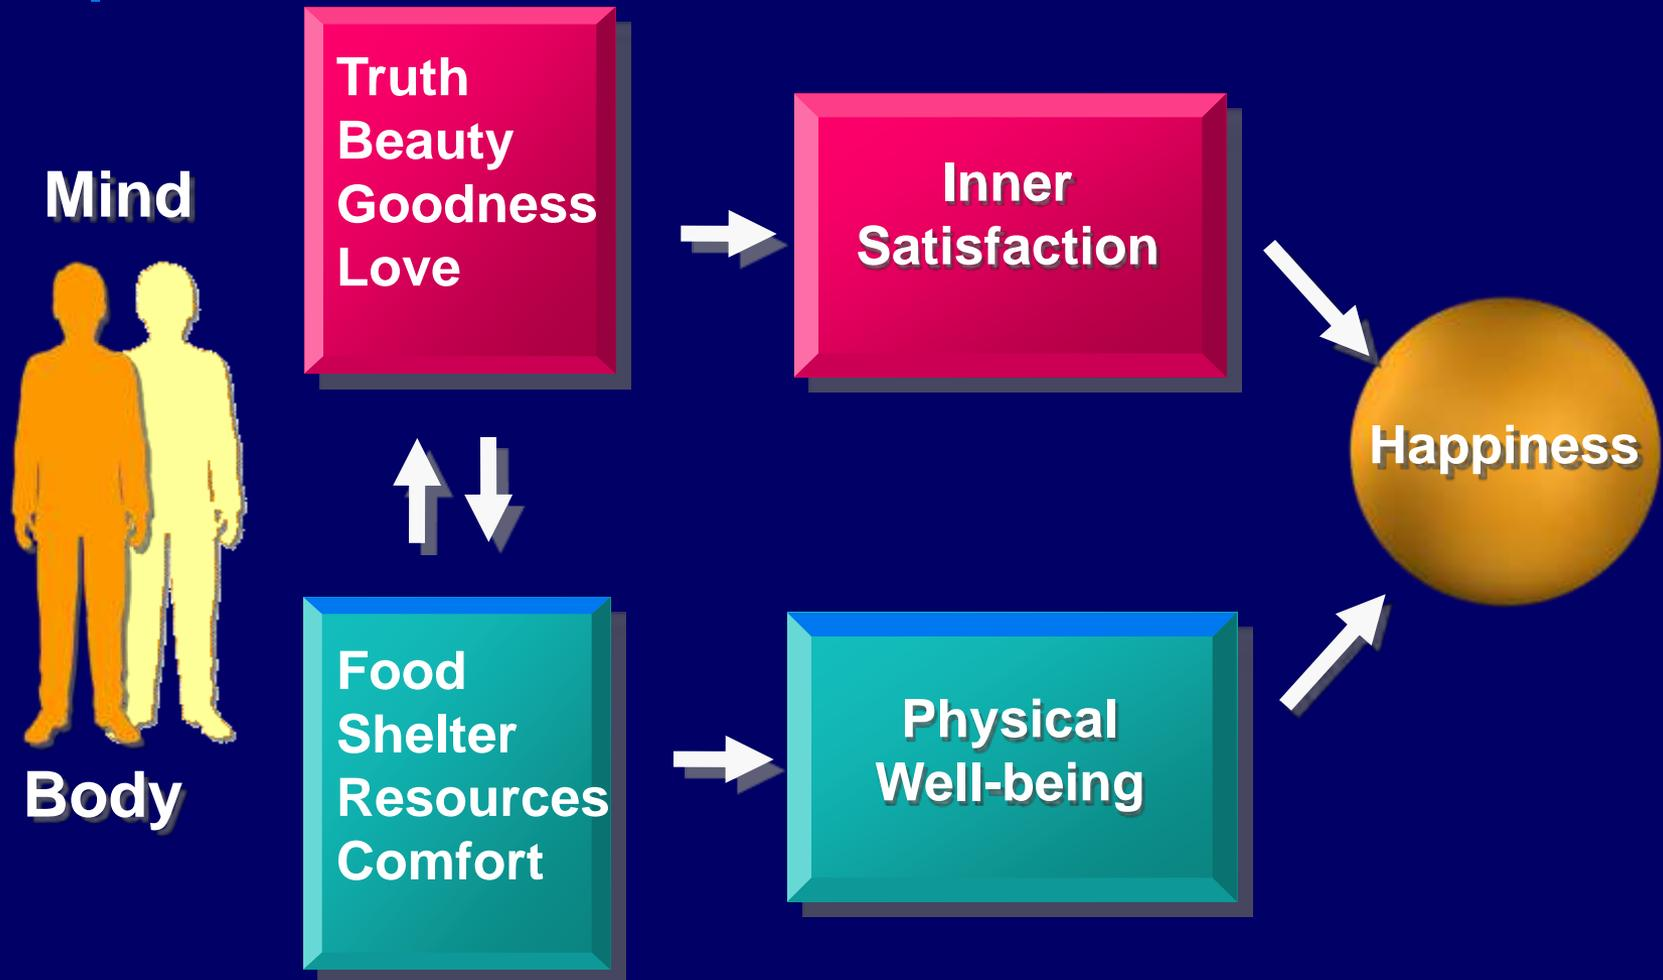 Mind
Body
Truth
Beauty
Goodness
Love
Food
Shelter
Resources
Comfort
Inner
Satisfaction
Physical
Well-being
Happiness